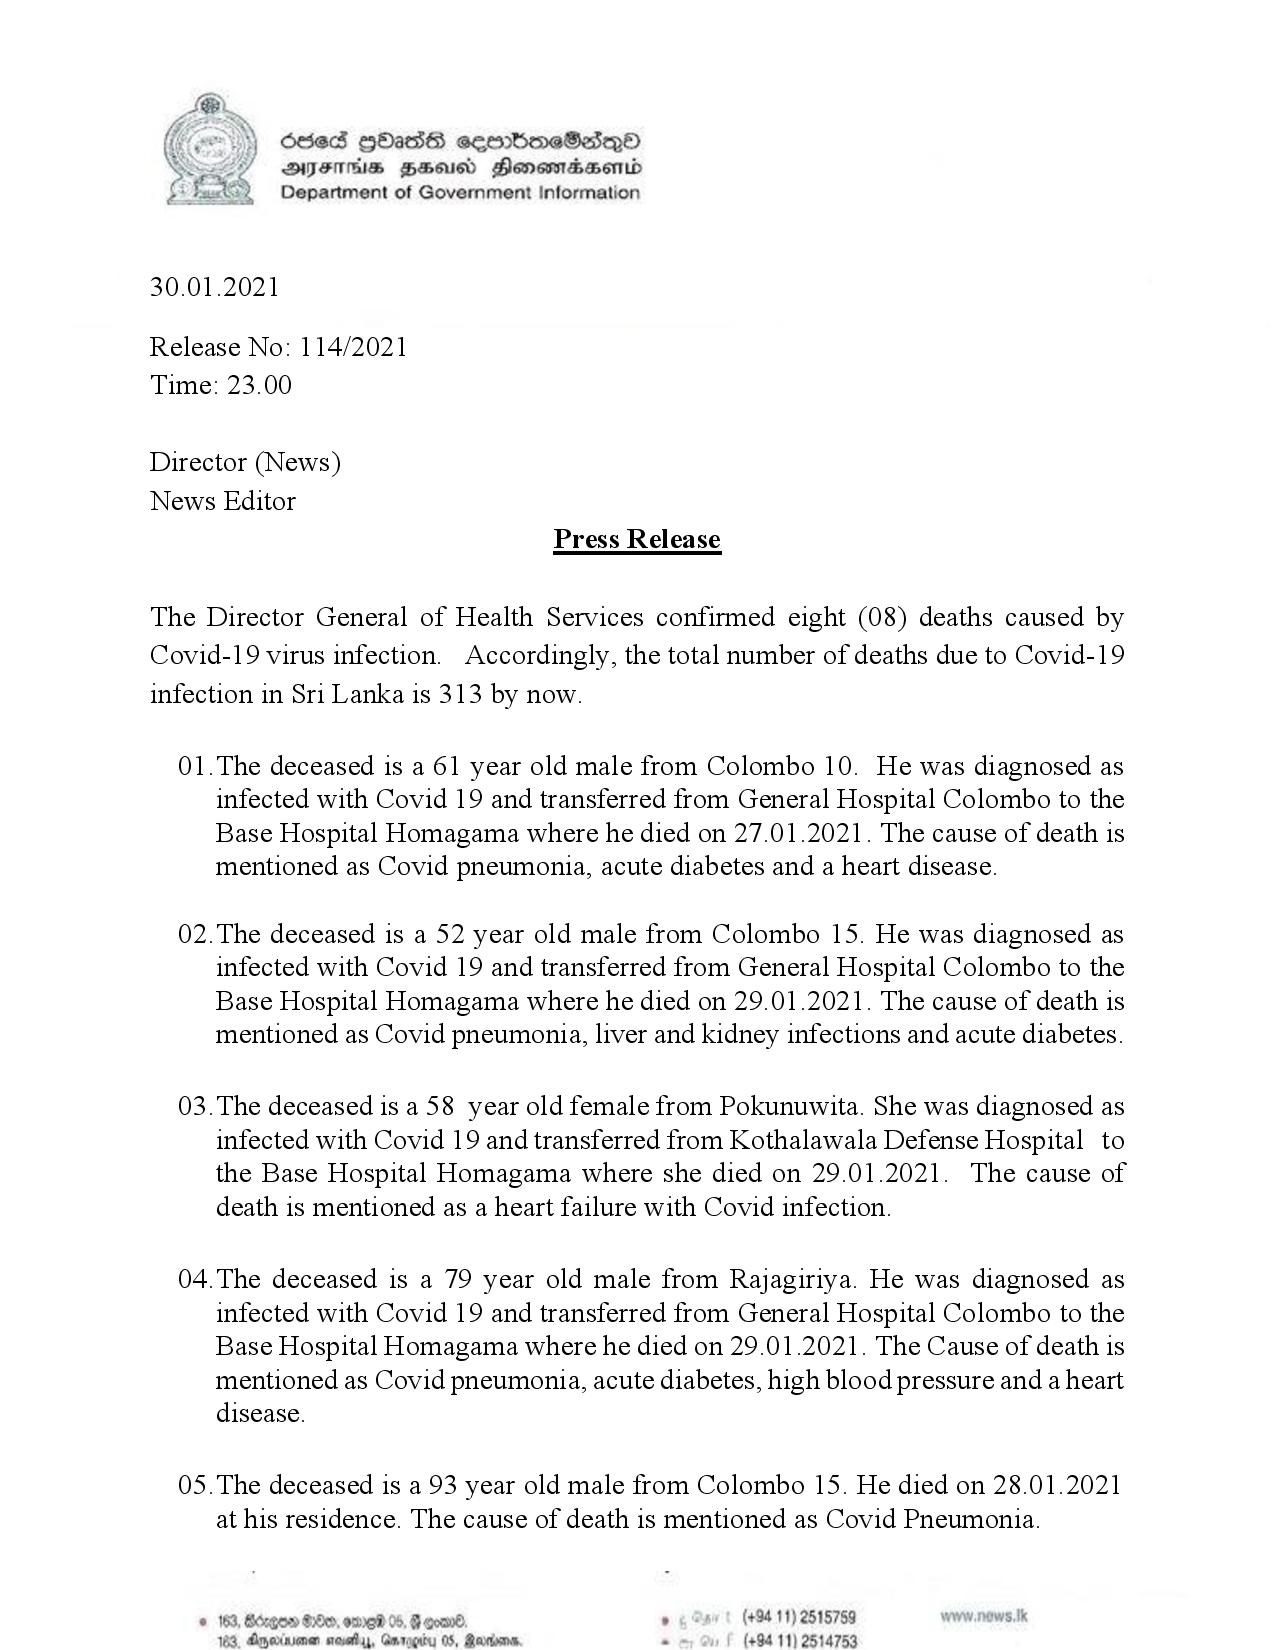 රජයේ ප්‍රවෘත්ති දෙපාර්තමේන්තුව
அரசாங்க தகவல் திணைக்களம்
Department of Government Information
30.01.2021
Release No: 114/2021
Time: 23.00
Director (News)
News Editor
Press Release
The Director General of Health Services confirmed eight (08) deaths caused by
Covid-19 virus infection. Accordingly, the total number of deaths due to Covid-19
infection in Sri Lanka is 313 by now.
01. The deceased is a 61 year old male from Colombo 10. He was diagnosed as
infected with Covid 19 and transferred from General Hospital Colombo to the
Base Hospital Homagama where he died on 27.01.2021. The cause of death is
mentioned as Covid pneumonia, acute diabetes and a heart disease.
02. The deceased is a 52 year old male from Colombo 15. He was diagnosed as
infected with Covid 19 and transferred from General Hospital Colombo to the
Base Hospital Homagama where he died on 29.01.2021. The cause of death is
mentioned as Covid pneumonia, liver and kidney infections and acute diabetes.
03. The deceased is a 58 year old female from Pokunuwita. She was diagnosed as
infected with Covid 19 and transferred from Kothalawala Defense Hospital to
the Base Hospital Homagama where she died on 29.01.2021. The cause of
death is mentioned as a heart failure with Covid infection.
04. The deceased is a 79 year old male from Rajagiriya. He was diagnosed as
infected with Covid 19 and transferred from General Hospital Colombo to the
Base Hospital Homagama where he died on 29.01.2021. The Cause of death is
mentioned as Covid pneumonia, acute diabetes, high blood pressure and a heart
disease.
05. The deceased is a 93 year old male from Colombo 15. He died on 28.01.2021
at his residence. The cause of death is mentioned as Covid Pneumonia.
163, කිරුලපන මාවත, කොළඹ 05, ශ්‍රී ලංකාව.
163, கிருலப்பனை எவனியூ, கொழும்பு 05, இலங்கை.
(+94 11) 2515759
(+94 11) 2514753
www.news.lk